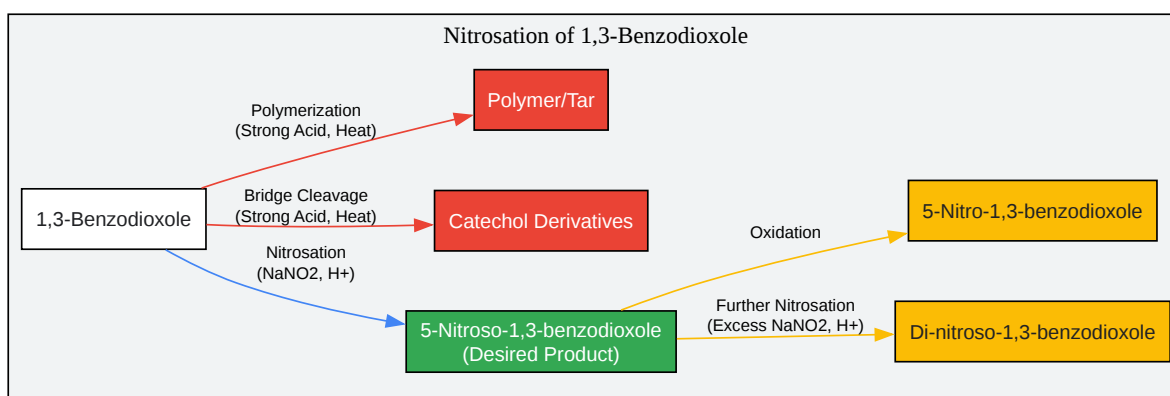 Nitrosation of 1,3-Benzodioxole
Polymerization
(Strong Acid, Heat)
Polymer/Tar
1,3-Benzodioxole
Bridge Cleavage
(Strong Acid, Heat)
Catechol Derivatives
Nitrosation
(NaNO2, H+)
5-Nitroso-1,3-benzodioxole
(Desired Product)
Oxidation
5-Nitro-1,3-benzodioxole
Further Nitrosation
(Excess NaNO2, H+)
Di-nitroso-1,3-benzodioxole